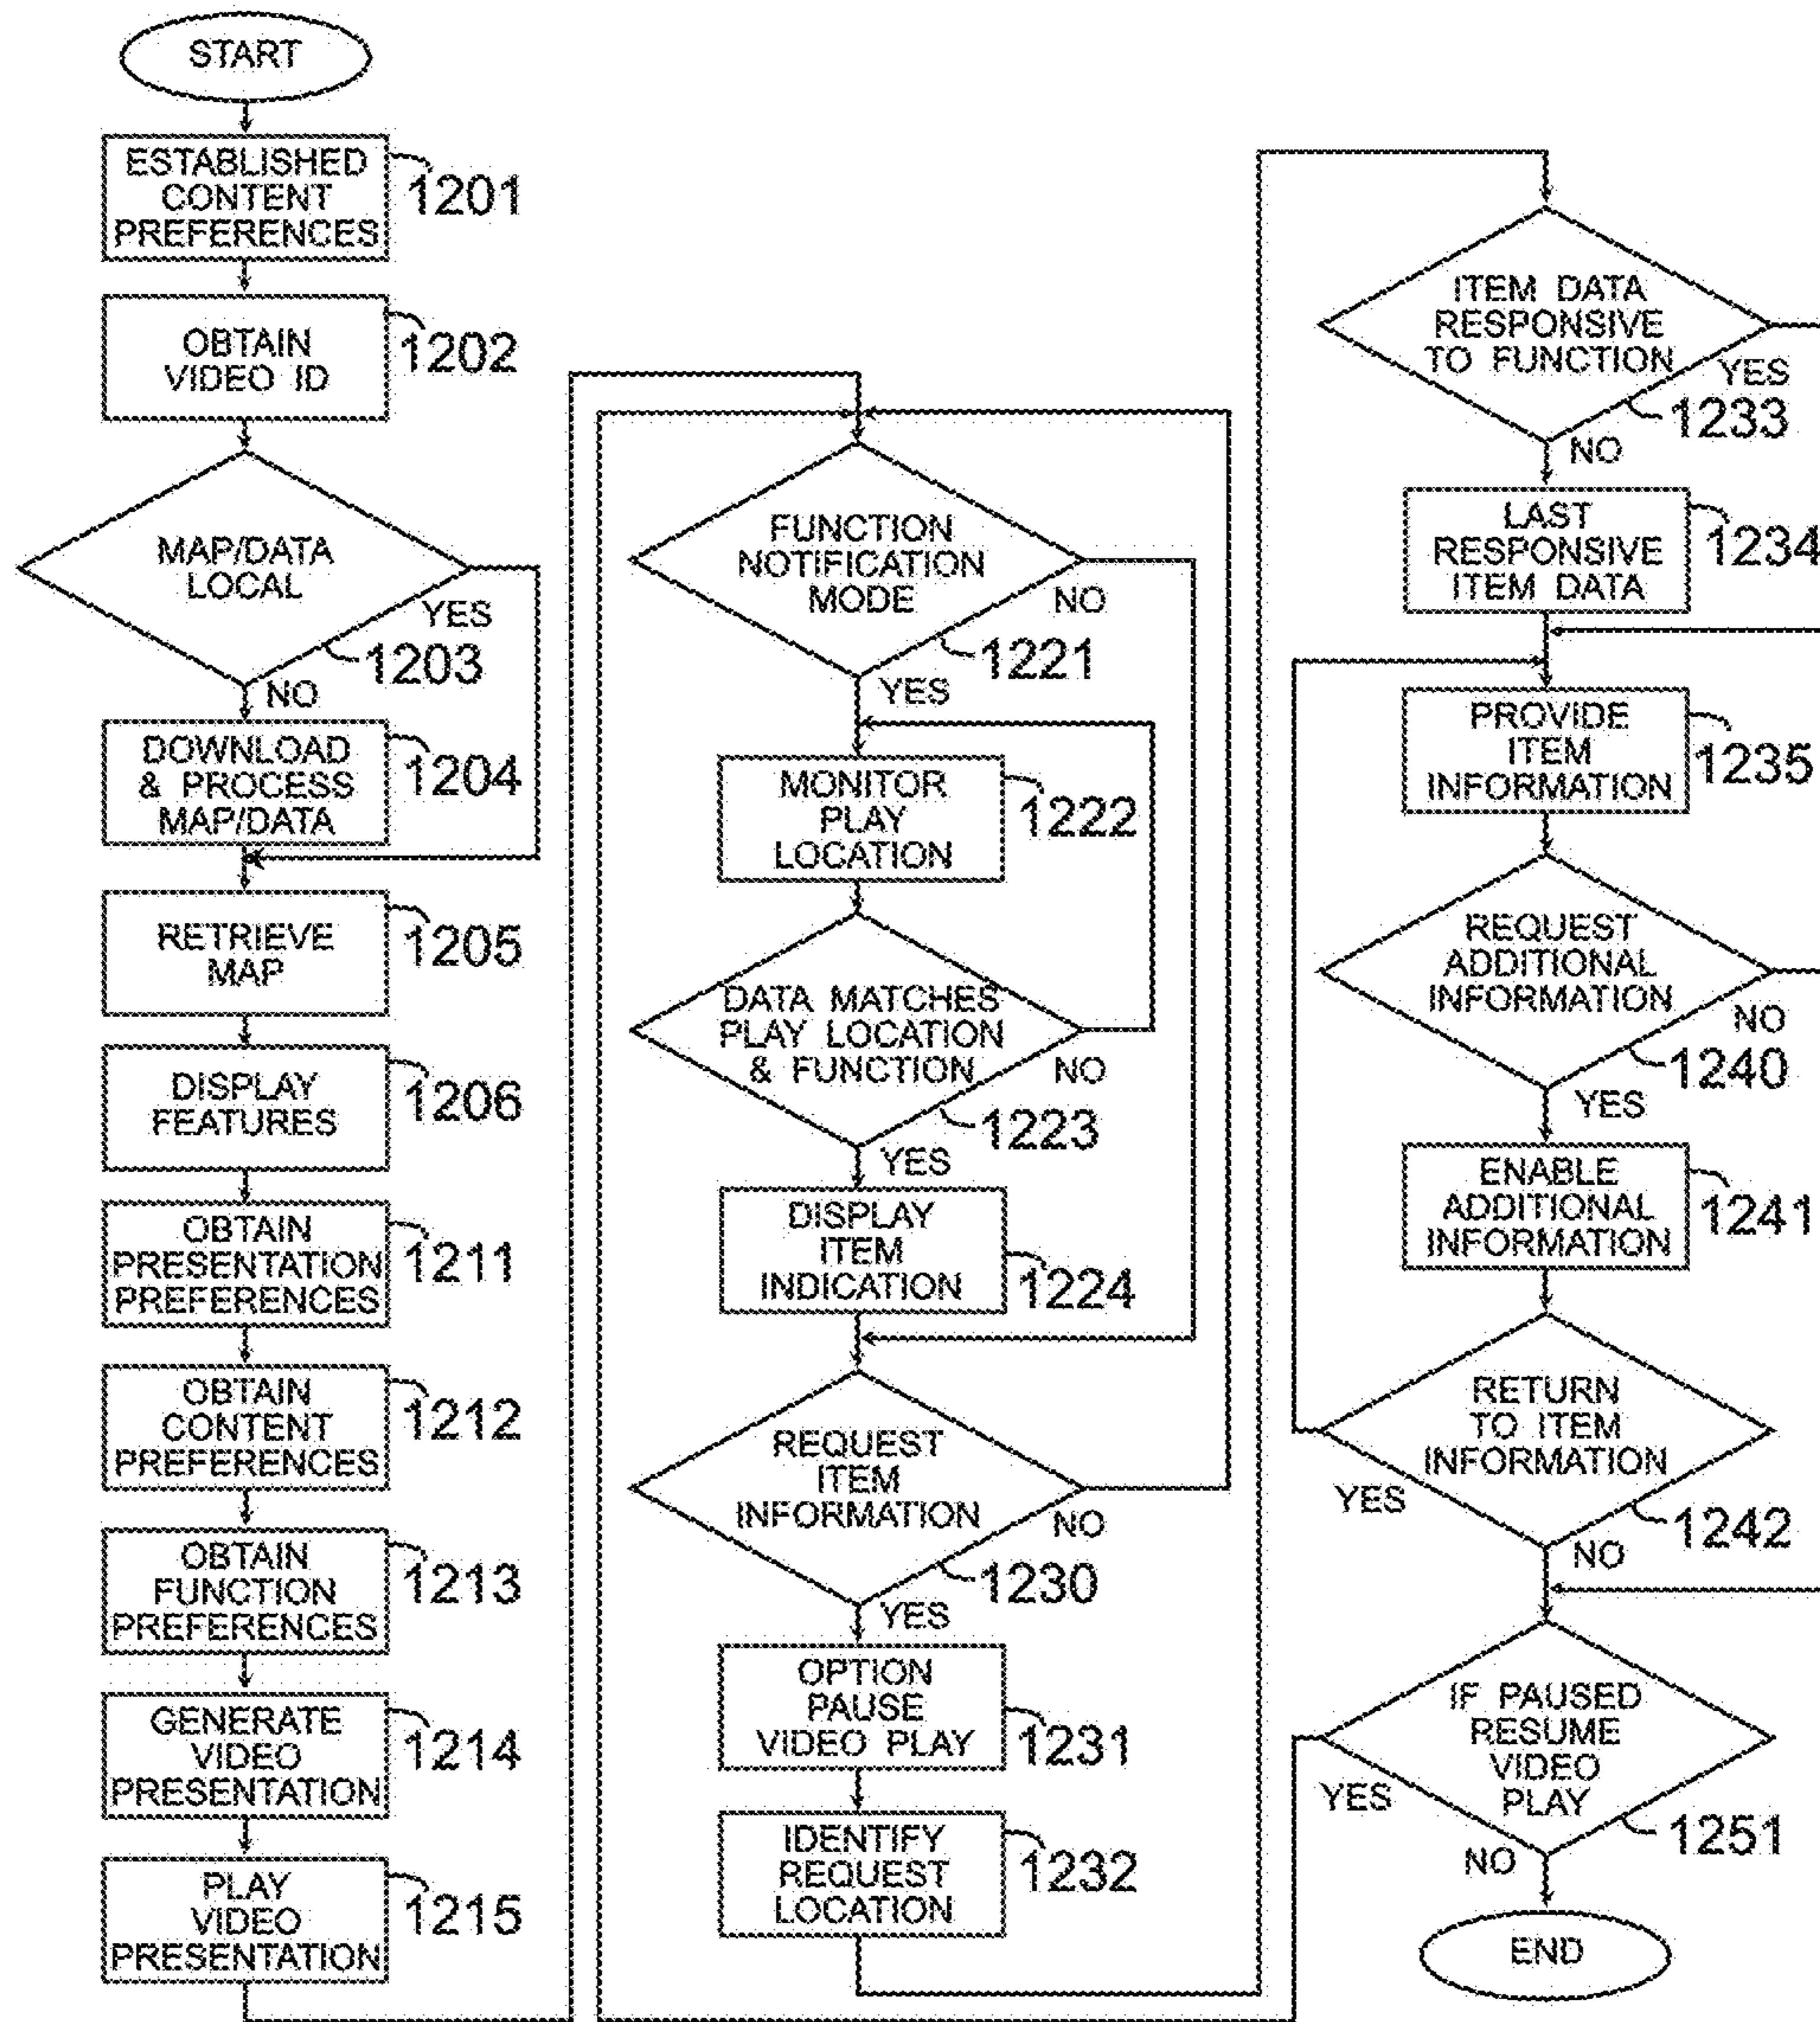 START
ESTABLISHED
CONTENT
PREFERENCES
1201
OBTAIN
VIDEO ID
1202
MAP/DATA
LOCAL
YES
1203
NO
DOWNLOAD
& PROCESS
MAP/DATA
1204
RETRIEVE
MAP
1205
DISPLAY
FEATURES
1206
OBTAIN
PRESENTATION
PREFERENCES
1211
OBTAIN
CONTENT
PREFERENCES
1212
OBTAIN
FUNCTION
PREFERENCES
1213
GENERATE
VIDEO
PRESENTATION
1214
PLAY
VIDEO
PRESENTATION
1215
FUNCTION
NOTIFICATION
MODE
NO
1221
YES
MONITOR
PLAY
LOCATION
1222
DATA MATCHES
PLAY LOCATION
& FUNCTION
NO
1223
YES
DISPLAY
ITEM
INDICATION
1224
REQUEST
ITEM
INFORMATION
NO
1230
YES
OPTION
PAUSE
VIDEO PLAY
1231
IDENTIFY
REQUEST
LOCATION
1232
ITEM DATA
RESPONSIVE
TO FUNCTION
YES
1233
NO
LAST
RESPONSIVE
ITEM DATA
1234
PROVIDE
ITEM
INFORMATION
1235
REQUEST
ADDITIONAL
INFORMATION
NO
1240
YES
ENABLE
ADDITIONAL
INFORMATION
1241
RETURN
TO ITEM
INFORMATION
YES
1242
NO
IF PAUSED
RESUME
VIDEO
PLAY
YES
1251
NO
END